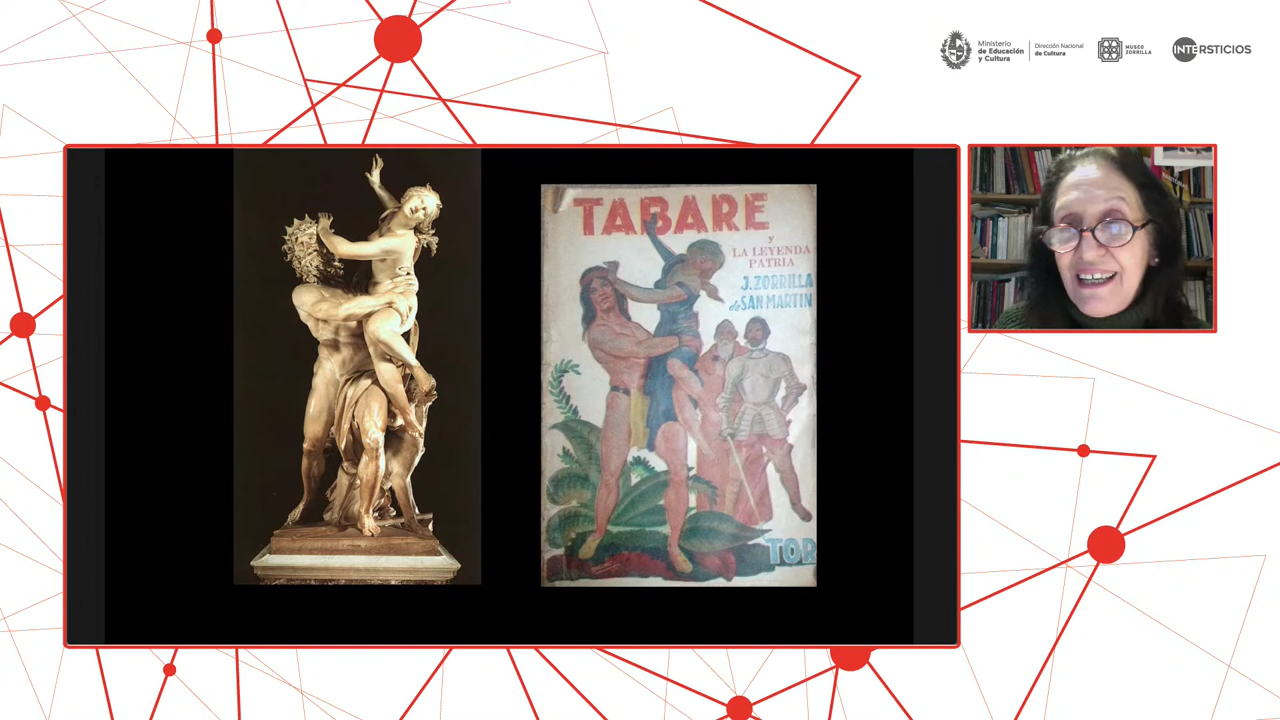 Ministerio
de Educación
y Cultura
Dirección Nacional
de Cultura
MUSEO
ZORRILLA
INTERSTICIOS
TABARE
y
LA LEYENDA
PATRIA
J. ZORRILLA
de SAN MARTIN
TOR